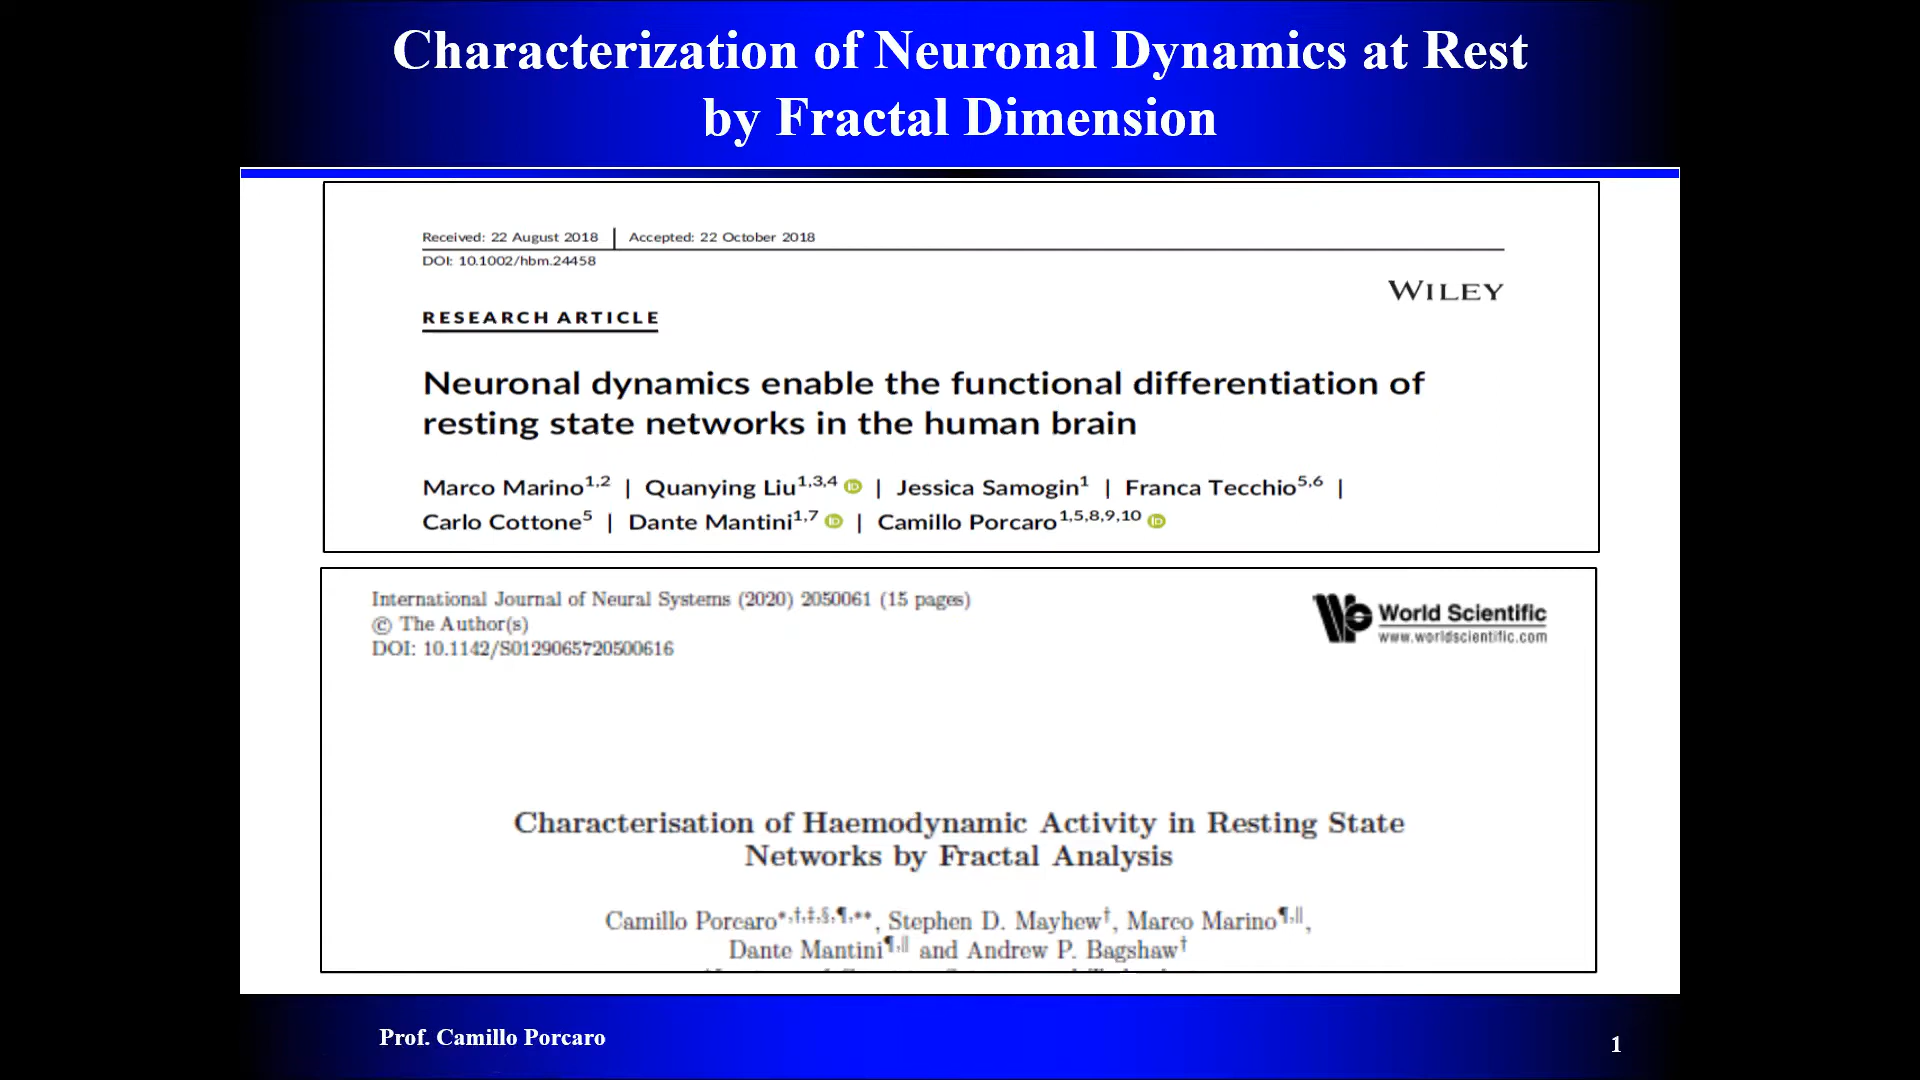 Characterization of Neuronal Dynamics at Rest
by Fractal Dimension
Received: 22 August 2018 | Accepted: 22 October 2018
DOI: 10.1002/hbm.24458
WILEY
RESEARCH ARTICLE
Neuronal dynamics enable the functional differentiation of
resting state networks in the human brain
Marco Marino1,2 | Quanying Liu1,3,4 iD | Jessica Samogin1 | Franca Tecchio5,6 |
Carlo Cottone5 | Dante Mantini1,7 iD | Camillo Porcaro1,5,8,9,10 iD
International Journal of Neural Systems (2020) 2050061 (15 pages)
© The Author(s)
DOI: 10.1142/S0129065720500616
World Scientific
www.worldscientific.com
Characterisation of Haemodynamic Activity in Resting State
Networks by Fractal Analysis
Camillo Porcaro*,†,‡,§,¶,**, Stephen D. Mayhew†, Marco Marino¶,||,
Dante Mantini¶,|| and Andrew P. Bagshaw†
Prof. Camillo Porcaro
1